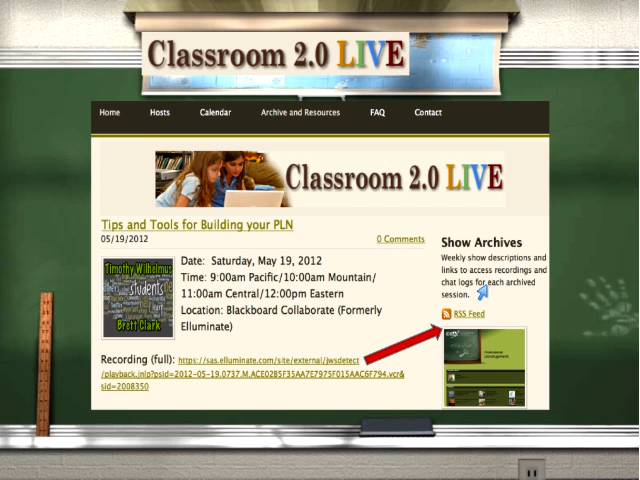 Classroom 2.0 LIVE
Home Hosts Calendar Archive and Resources FAQ Contact
Classroom 2.0 LIVE
Tips and Tools for Building your PLN
05/19/2012 0 Comments
Timothy Wilhelmus
students
Brett Clark
Date: Saturday, May 19, 2012
Time: 9:00am Pacific/10:00am Mountain/
11:00am Central/12:00pm Eastern
Location: Blackboard Collaborate (Formerly
Elluminate)
Recording (full): https://sas.elluminate.com/site/external/jwsdetect
/playback.jnlp?psid=2012-05-19.0737.M.ACE02B5F35AA7E7975F015AAC6F794.vcr&
sid=2008350
Show Archives
Weekly show descriptions and
links to access recordings and
chat logs for each archived
session.
RSS Feed